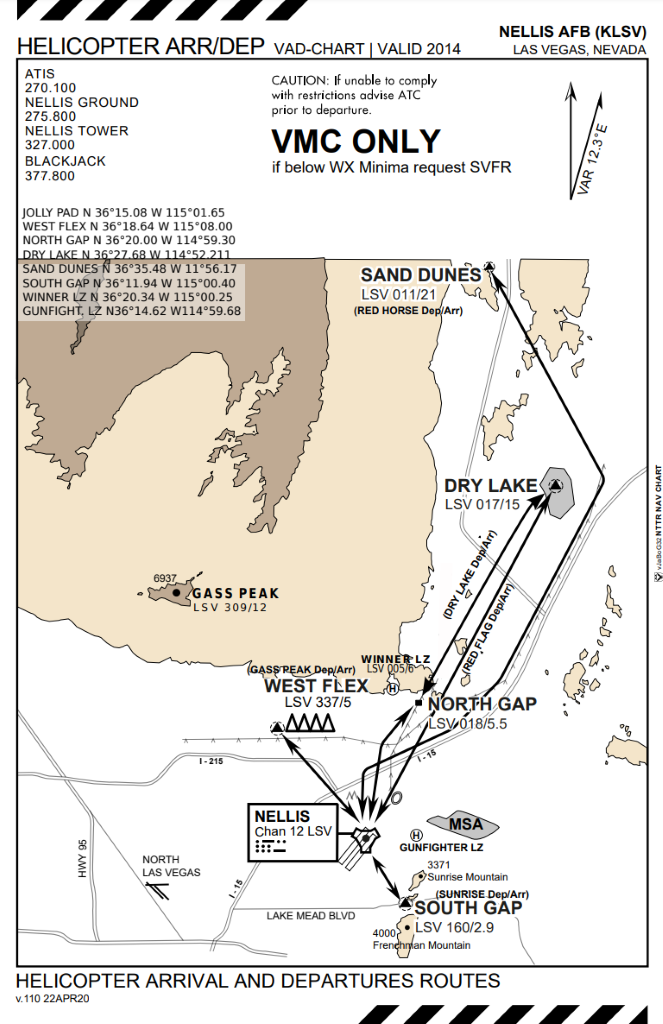 NELLIS AFB (KLSV)
HELICOPTER ARR/DEP VAD-CHART | VALID 2014
LAS VEGAS, NEVADA
ATIS
270.100
NELLIS GROUND
275.800
NELLIS TOWER
327.000
BLACKJACK
377.800
CAUTION: If unable to comply
with restrictions advise ATC
prior to departure.
VMC ONLY
if below WX Minima request SVFR
VAR 12.3°E
JOLLY PAD N 36°15.08 W 115°01.65
WEST FLEX N 36°18.64 W 115°08.00
NORTH GAP N 36°20.00 W 114°59.30
DRY LAKE N 36°27.68 W 114°52.211
SAND DUNES N 36°35.48 W 11°56.17
SOUTH GAP N 36°11.94 W 115°00.40
WINNER LZ N 36°20.34 W 115°00.25
GUNFIGHT, LZ N36°14.62 W114°59.68
SAND DUNES
LSV 011/21
(RED HORSE Dep/Arr)
DRY LAKE
LSV 017/15
(DRY LAKE Dep/Arr)
(RED FLAG Dep/Arr)
6937
GASS PEAK
LSV 309/12
WINNER LZ
LSV 005/6
H
(GASS PEAK Dep/Arr)
WEST FLEX
LSV 337/5
NORTH GAP
LSV 018/5.5
I - 215
I - 15
NELLIS
Chan 12 LSV
MSA
H
GUNFIGHTER LZ
HWY 95
NORTH
LAS VEGAS
I - 15
3371
Sunrise Mountain
(SUNRISE Dep/Arr)
SOUTH GAP
LSV 160/2.9
LAKE MEAD BLVD
4000
Frenchman Mountain
vJaBoG32 NTTR NAV CHART
HELICOPTER ARRIVAL AND DEPARTURES ROUTES
v.110 22APR20